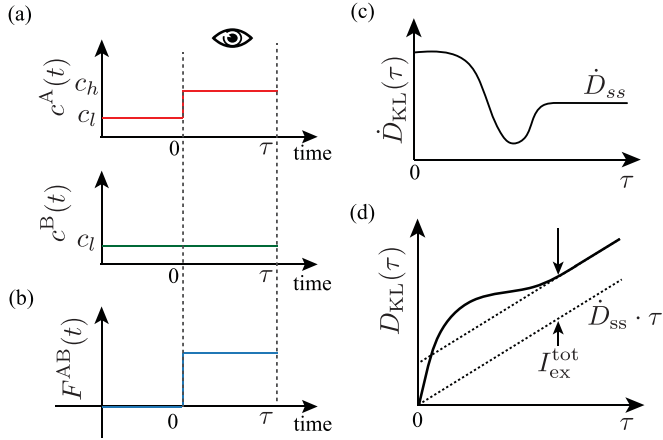 (a)
c^A(t)
c_h
c_l
0
τ
time
c^B(t)
c_l
0
τ
time
(b)
F^AB(t)
0
τ
time
(c)
Ḋ_KL(τ)
Ḋ_ss
0
τ
(d)
D_KL(τ)
Ḋ_ss · τ
I_ex^tot
0
τ